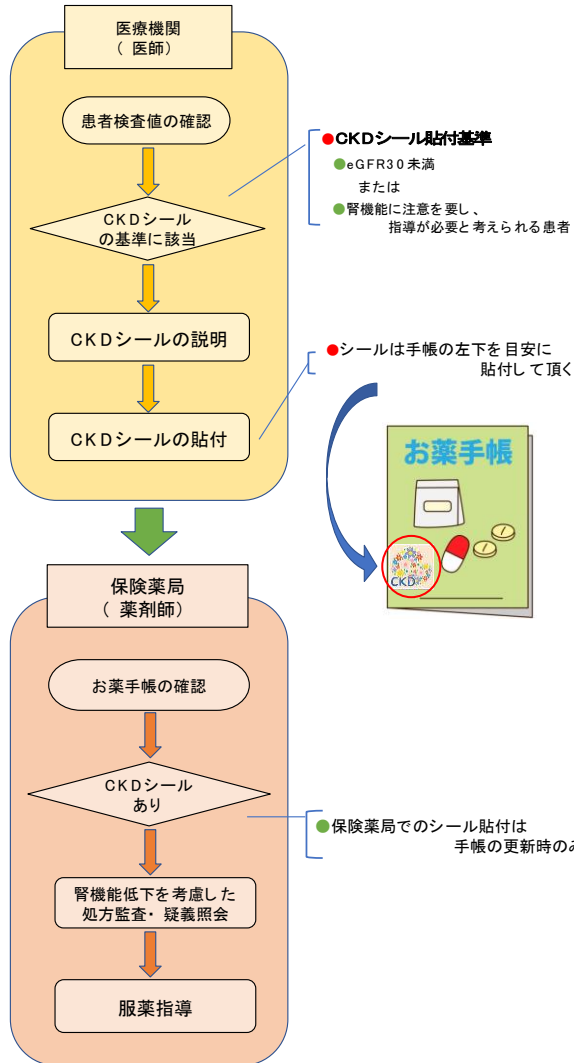 医療機関
（ 医師）
患者検査値の確認
CKDシール
の基準に該当
CKDシールの説明
CKDシールの貼付
●CKDシール貼付基準
●eGFR30未満
または
●腎機能に注意を要し、
指導が必要と考えられる患者
●シールは手帳の左下を目安に
貼付して頂く
お薬手帳
CKD
保険薬局
（ 薬剤師）
お薬手帳の確認
CKDシール
あり
腎機能低下を考慮した
処方監査・ 疑義照会
服薬指導
●保険薬局でのシール貼付は
手帳の更新時のみ